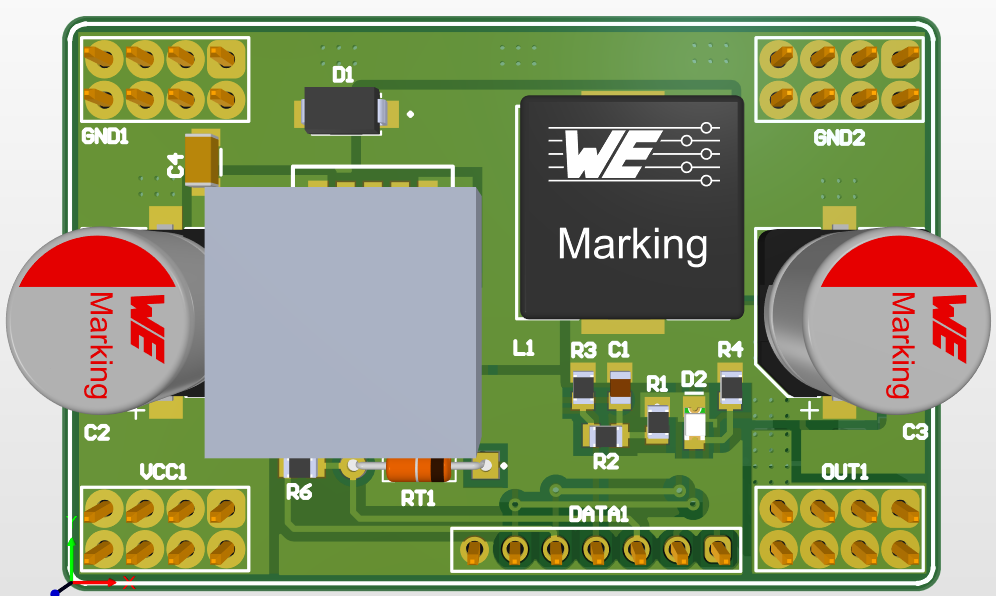 D1
GND1
GND2
C4
WE
Marking
WE
Marking
WE
Marking
L1
R3
C1
R4
R1
D2
C2
+
+
C3
R2
VCC1
OUT1
R6
RT1
DATA1
Y
X